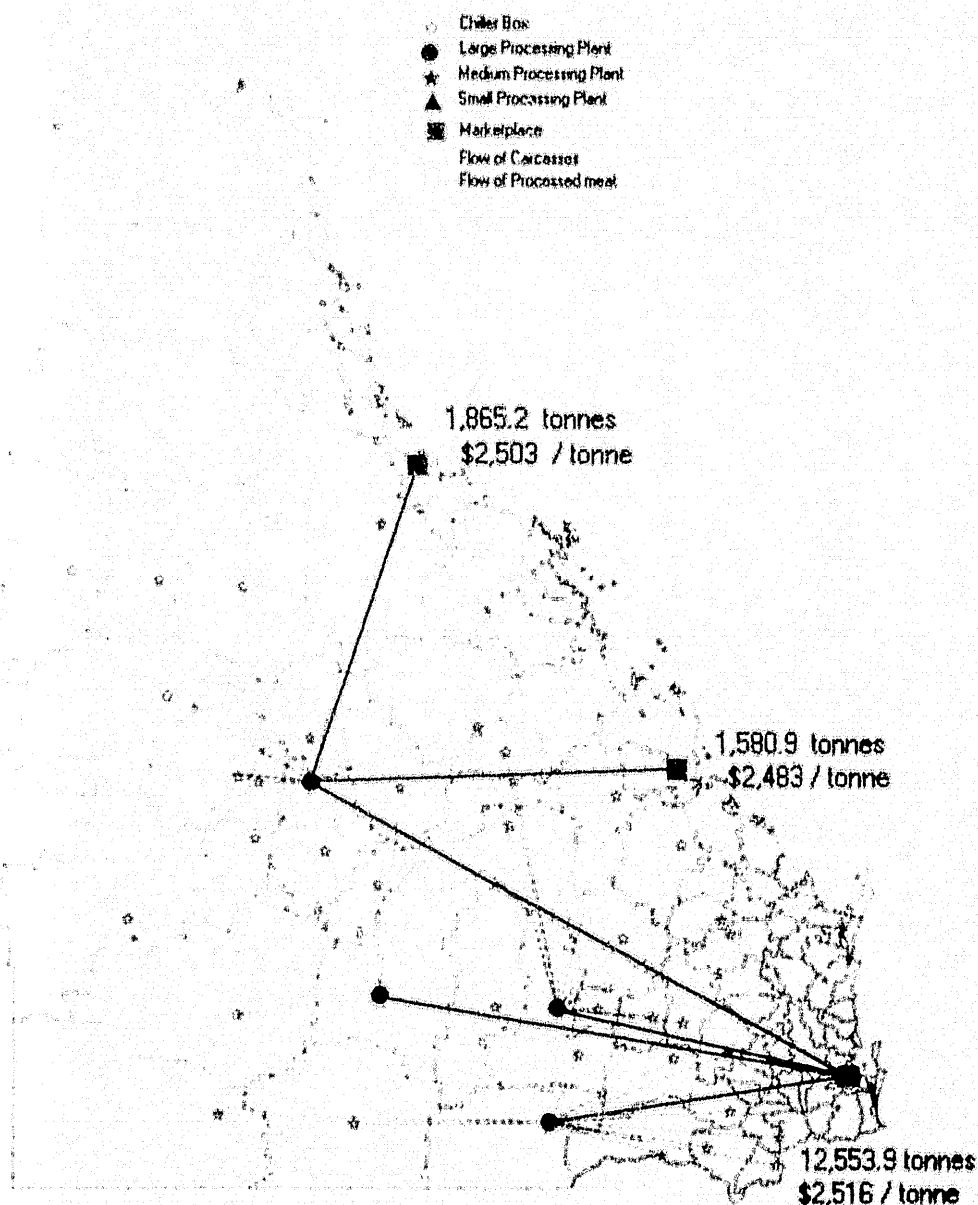 Chiller Box
Large Processing Plant
Medium Processing Plant
Small Processing Plant
Marketplace
Flow of Carcasses
Flow of Processed meat
1,865.2 tonnes
$2,503 / tonne
1,580.9 tonnes
$2,483 / tonne
12,553.9 tonnes
$2,516 / tonne